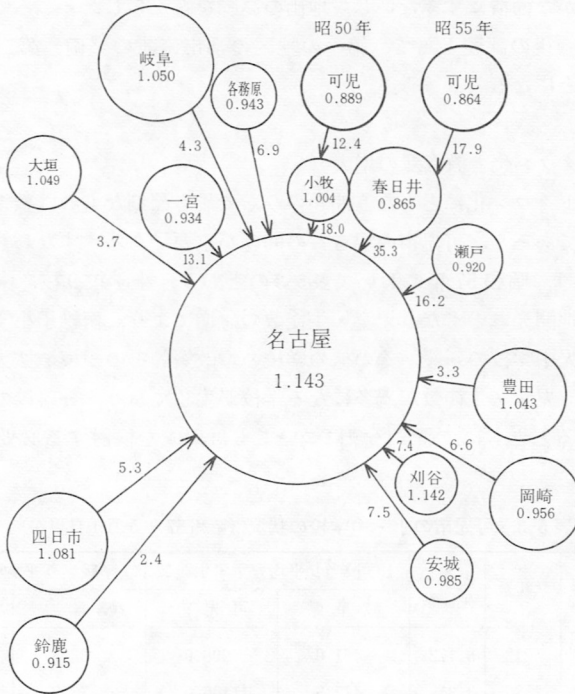 昭50年
昭55年
岐阜
1.050
各務原
0.943
可児
0.889
可児
0.864
4.3
6.9
12.4
17.9
大垣
1.049
一宮
0.934
小牧
1.004
春日井
0.865
3.7
13.1
18.0
35.3
瀬戸
0.920
16.2
名古屋
1.143
3.3
豊田
1.043
5.3
7.4
6.6
刈谷
1.142
岡崎
0.956
四日市
1.081
2.4
7.5
安城
0.985
鈴鹿
0.915